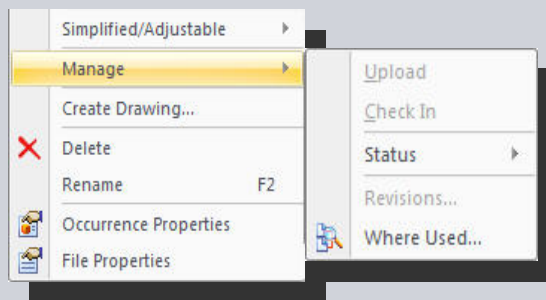 Simplified/Adjustable
Manage
Create Drawing...
Delete
Rename F2
Occurrence Properties
File Properties
Upload
Check In
Status
Revisions...
Where Used...